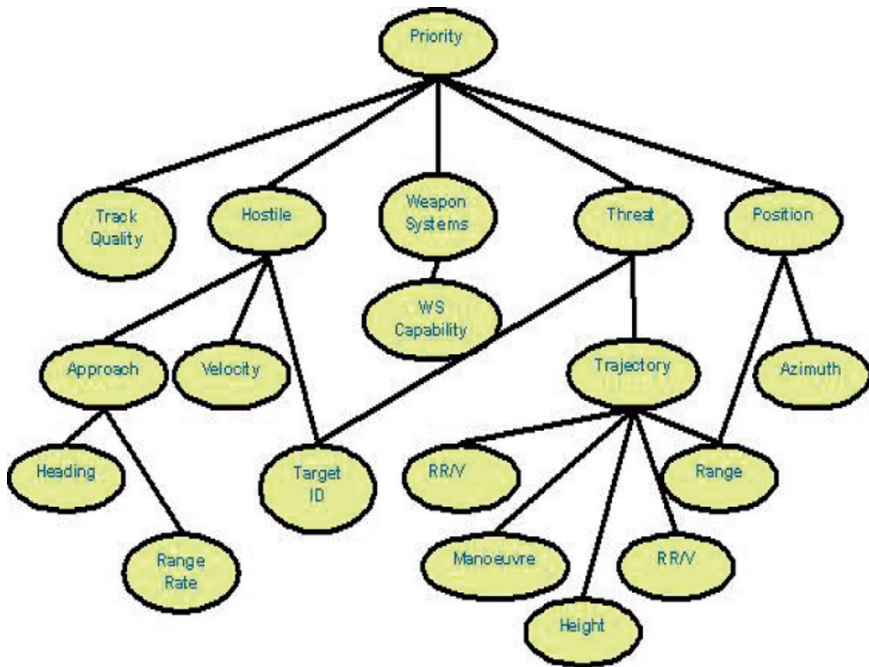 Priority
Track
Quality
Hostile
Weapon
Systems
Threat
Position
WS
Capability
Approach
Velocity
Trajectory
Azimuth
Heading
Target
ID
RR/V
Range
Range
Rate
Manoeuvre
RR/V
Height